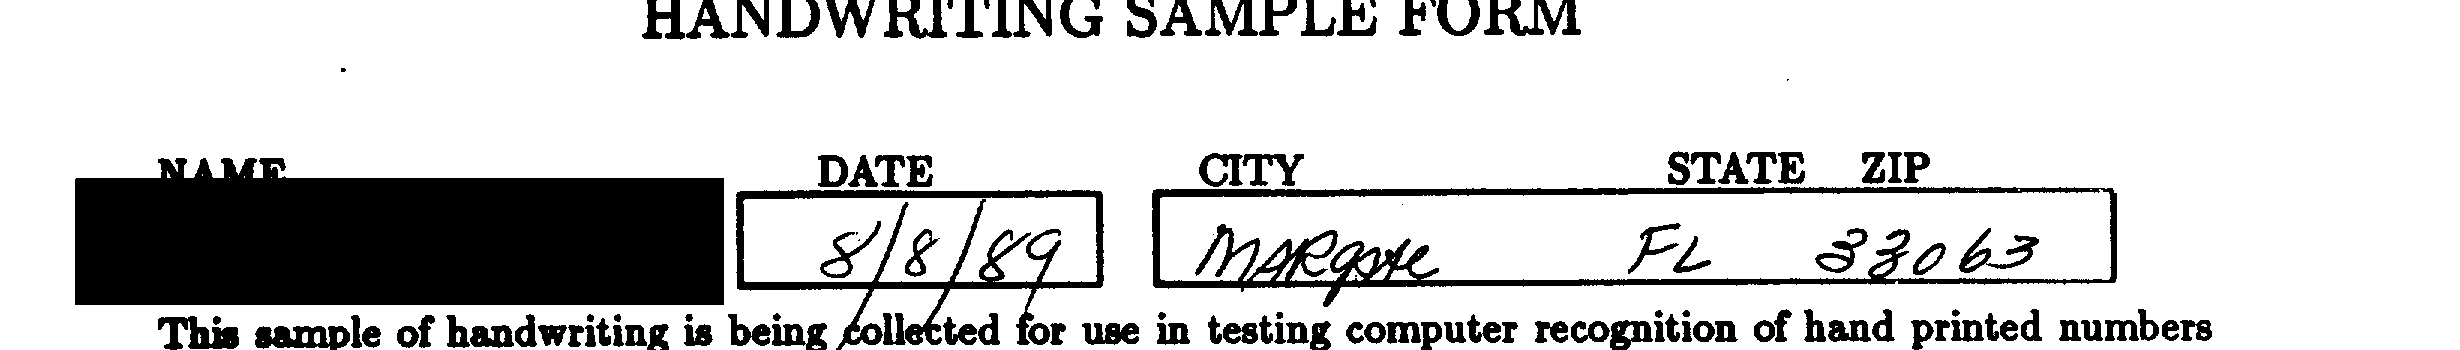 HANDWRITING SAMPLE FORM
NAME DATE CITY STATE ZIP
8/8/89 MARgate FL 33063
This sample of handwriting is being collected for use in testing computer recognition of hand printed numbers